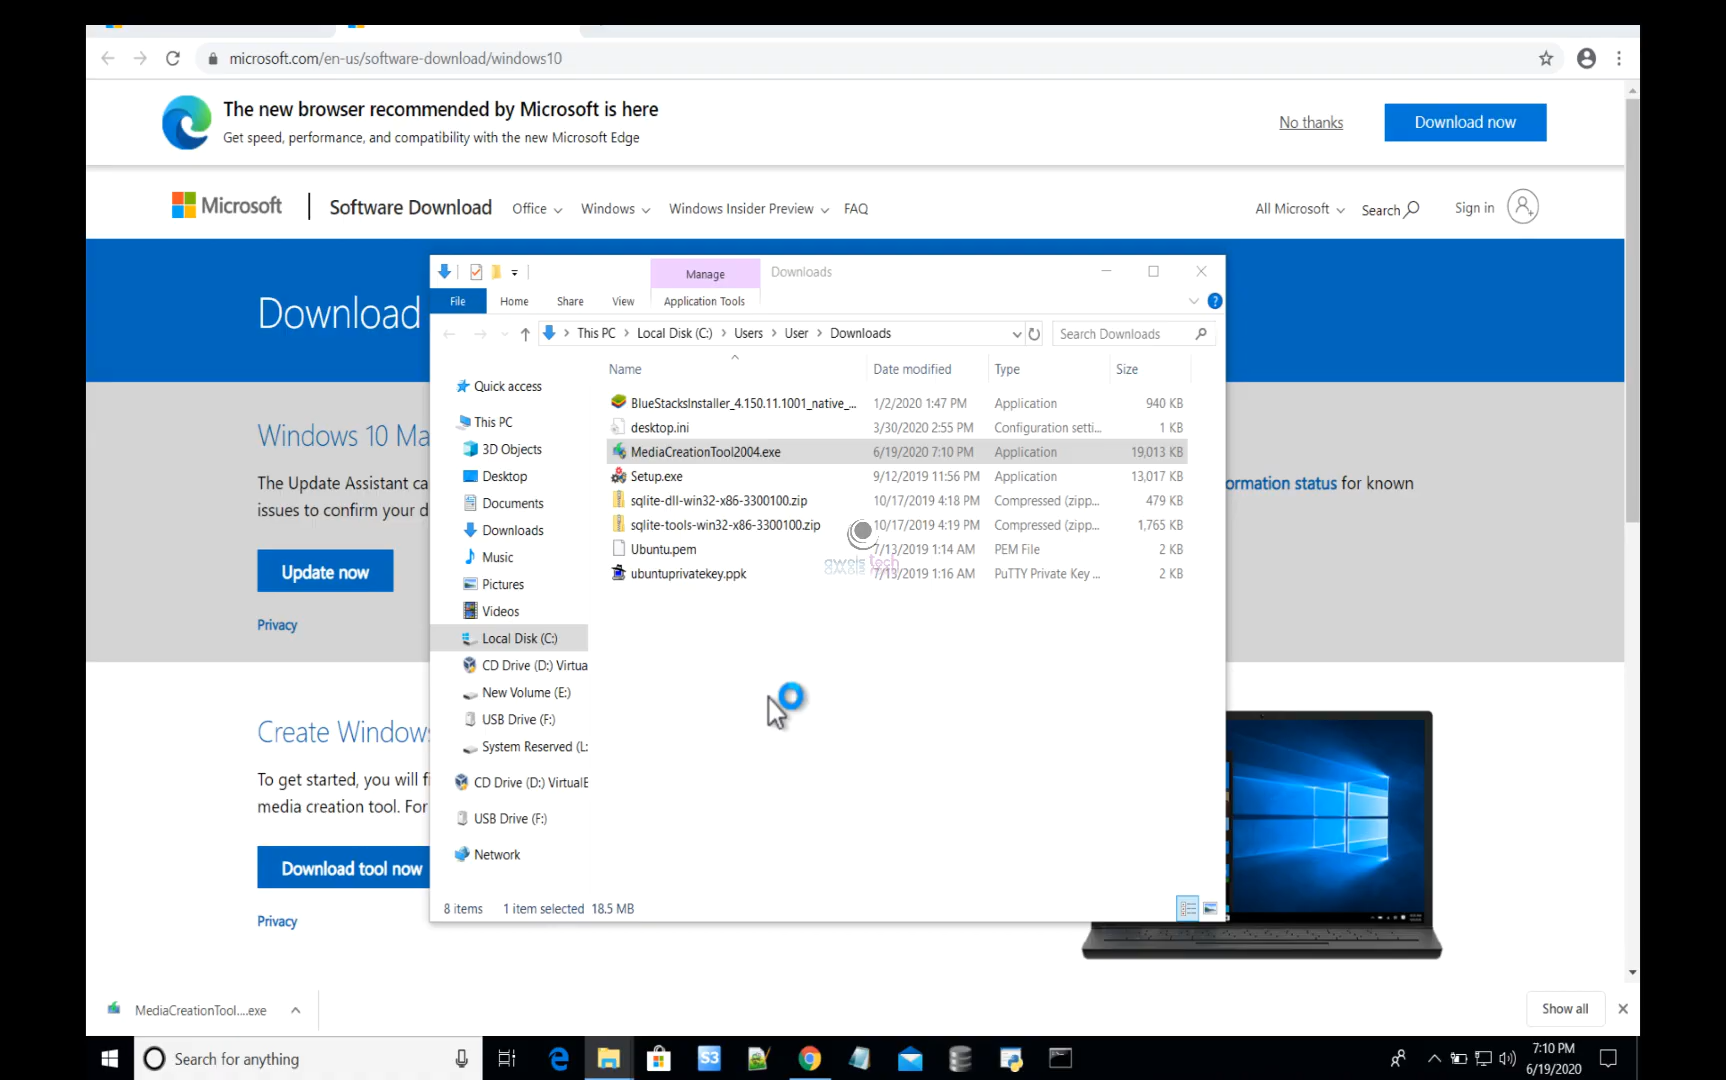 microsoft.com/en-us/software-download/windows10
The new browser recommended by Microsoft is here
Get speed, performance, and compatibility with the new Microsoft Edge
No thanks
Download now
Microsoft
Software Download
Office
Windows
Windows Insider Preview
FAQ
All Microsoft
Search
Sign in
Download
Manage
Downloads
File
Home
Share
View
Application Tools
This PC
Local Disk (C:)
Users
User
Downloads
Search Downloads
Name
Date modified
Type
Size
Quick access
This PC
3D Objects
Desktop
Documents
Downloads
Music
Pictures
Videos
Local Disk (C:)
CD Drive (D:) Virtua
New Volume (E:)
USB Drive (F:)
System Reserved (L:
CD Drive (D:) VirtualE
USB Drive (F:)
Network
BlueStacksInstaller_4.150.11.1001_native_... 1/2/2020 1:47 PM Application 940 KB
desktop.ini 3/30/2020 2:55 PM Configuration setti... 1 KB
MediaCreationTool2004.exe 6/19/2020 7:10 PM Application 19,013 KB
Setup.exe 9/12/2019 11:56 PM Application 13,017 KB
sqlite-dll-win32-x86-3300100.zip 10/17/2019 4:18 PM Compressed (zipp... 479 KB
sqlite-tools-win32-x86-3300100.zip 10/17/2019 4:19 PM Compressed (zipp... 1,765 KB
Ubuntu.pem 7/13/2019 1:14 AM PEM File 2 KB
ubuntuprivatekey.ppk 7/13/2019 1:16 AM PuTTY Private Key ... 2 KB
8 items 1 item selected 18.5 MB
Windows 10 Ma
The Update Assistant ca
issues to confirm your d
ormation status for known
Update now
Privacy
Create Window
To get started, you will fi
media creation tool. For
Download tool now
Privacy
MediaCreationTool....exe
Show all
Search for anything
S3
7:10 PM
6/19/2020